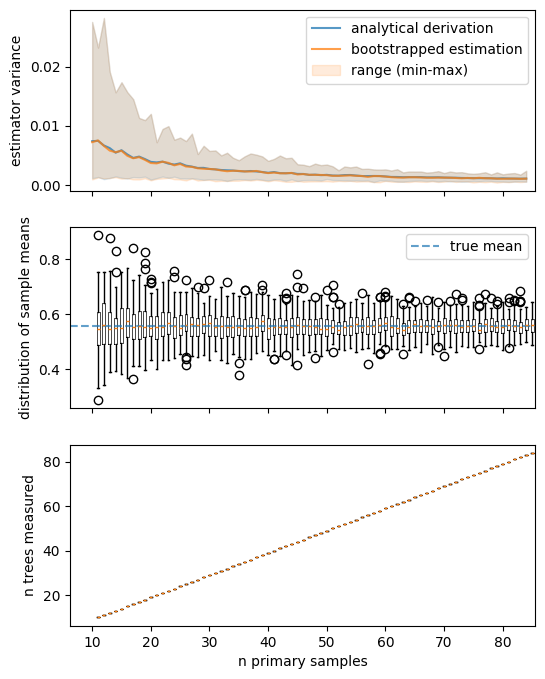 analytical derivation
bootstrapped estimation
range (min-max)
estimator variance
0.02
0.01
0.00
true mean
distribution of sample means
0.8
0.6
0.4
n trees measured
80
60
40
20
10 20 30 40 50 60 70 80
n primary samples